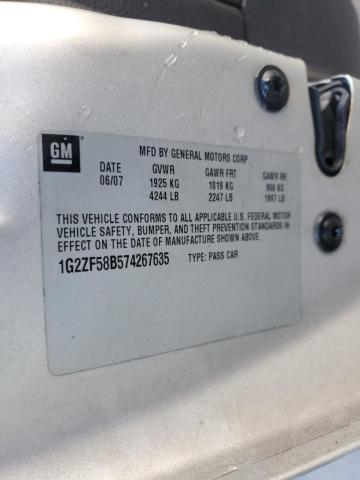 GM
MFD BY GENERAL MOTORS CORP.
DATE GVWR GAWR FRT GAWR RR
06/07 1925 KG 1019 KG 906 KG
4244 LB 2247 LB 1997 LB
THIS VEHICLE CONFORMS TO ALL APPLICABLE U.S. FEDERAL MOTOR
VEHICLE SAFETY, BUMPER, AND THEFT PREVENTION STANDARDS IN
EFFECT ON THE DATE OF MANUFACTURE SHOWN ABOVE.
1G2ZF58B574267635 TYPE: PASS CAR